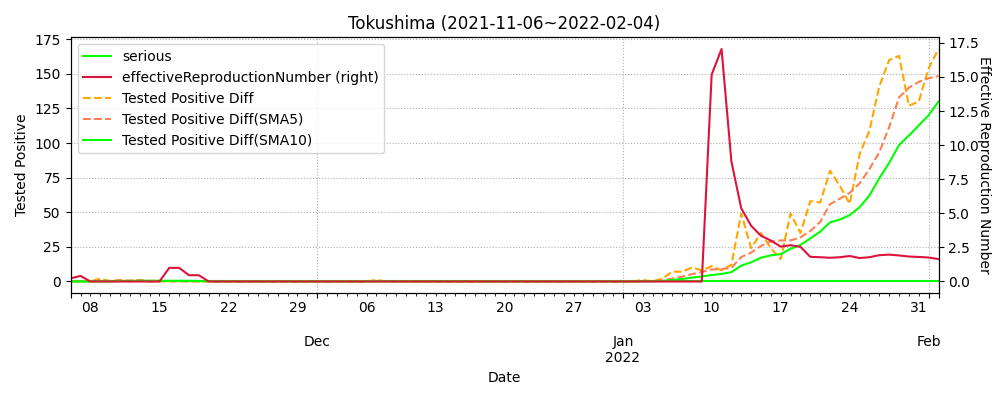 Tokushima (2021-11-06~2022-02-04)
serious
effectiveReproductionNumber (right)
Tested Positive Diff
Tested Positive Diff(SMA5)
Tested Positive Diff(SMA10)
Tested Positive
175
150
125
100
75
50
25
0
17.5
15.0
12.5
10.0
7.5
5.0
2.5
0.0
Effective Reproduction Number
08 15 22 29 06 13 20 27 03 10 17 24 31
Dec Jan Feb
2022
Date